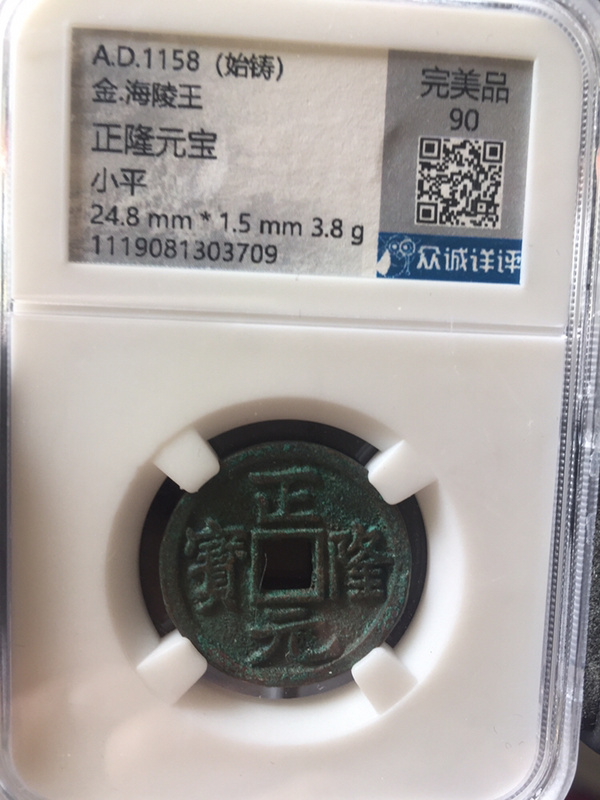 A.D.1158（始铸）
金.海陵王
正隆元宝
小平
24.8 mm * 1.5 mm 3.8 g
1119081303709
完美品
90
众诚详评
正
隆
元
寶